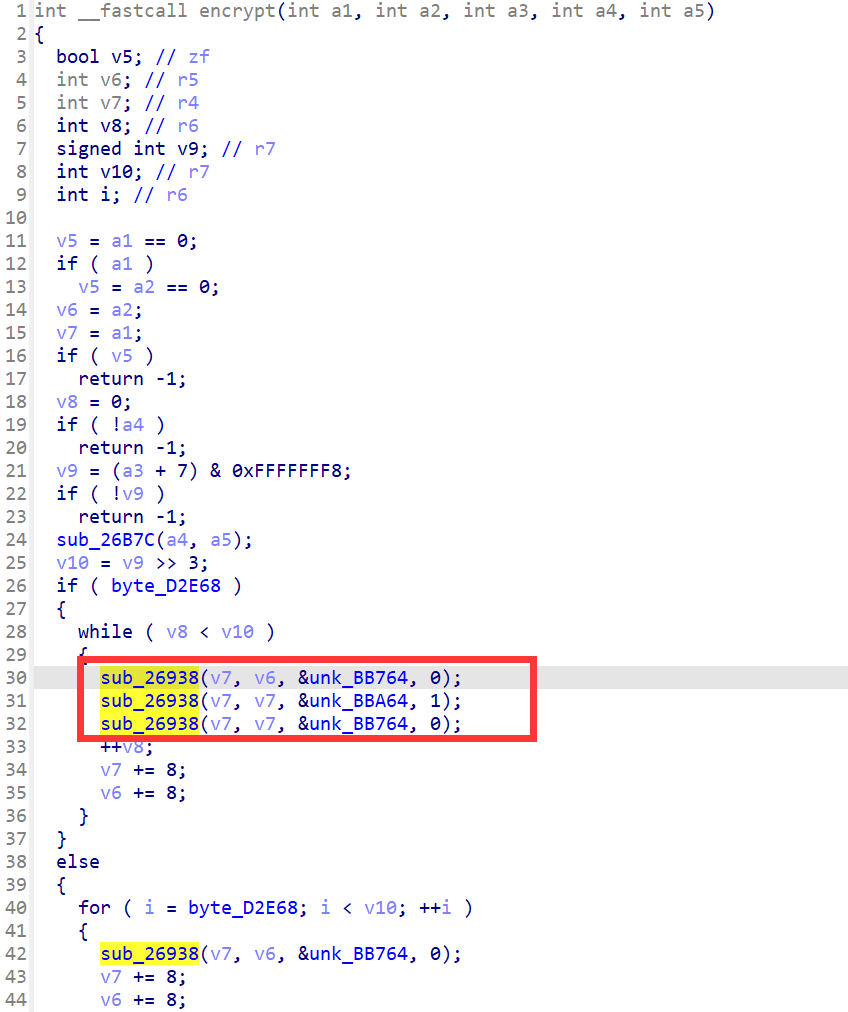 1 int __fastcall encrypt(int a1, int a2, int a3, int a4, int a5)
2 {
3   bool v5; // zf
4   int v6; // r5
5   int v7; // r4
6   int v8; // r6
7   signed int v9; // r7
8   int v10; // r7
9   int i; // r6
10
11   v5 = a1 == 0;
12   if ( a1 )
13     v5 = a2 == 0;
14   v6 = a2;
15   v7 = a1;
16   if ( v5 )
17     return -1;
18   v8 = 0;
19   if ( !a4 )
20     return -1;
21   v9 = (a3 + 7) & 0xFFFFFFF8;
22   if ( !v9 )
23     return -1;
24   sub_26B7C(a4, a5);
25   v10 = v9 >> 3;
26   if ( byte_D2E68 )
27   {
28     while ( v8 < v10 )
29     {
30       sub_26938(v7, v6, &unk_BB764, 0);
31       sub_26938(v7, v7, &unk_BBA64, 1);
32       sub_26938(v7, v7, &unk_BB764, 0);
33       ++v8;
34       v7 += 8;
35       v6 += 8;
36     }
37   }
38   else
39   {
40     for ( i = byte_D2E68; i < v10; ++i )
41     {
42       sub_26938(v7, v6, &unk_BB764, 0);
43       v7 += 8;
44       v6 += 8;